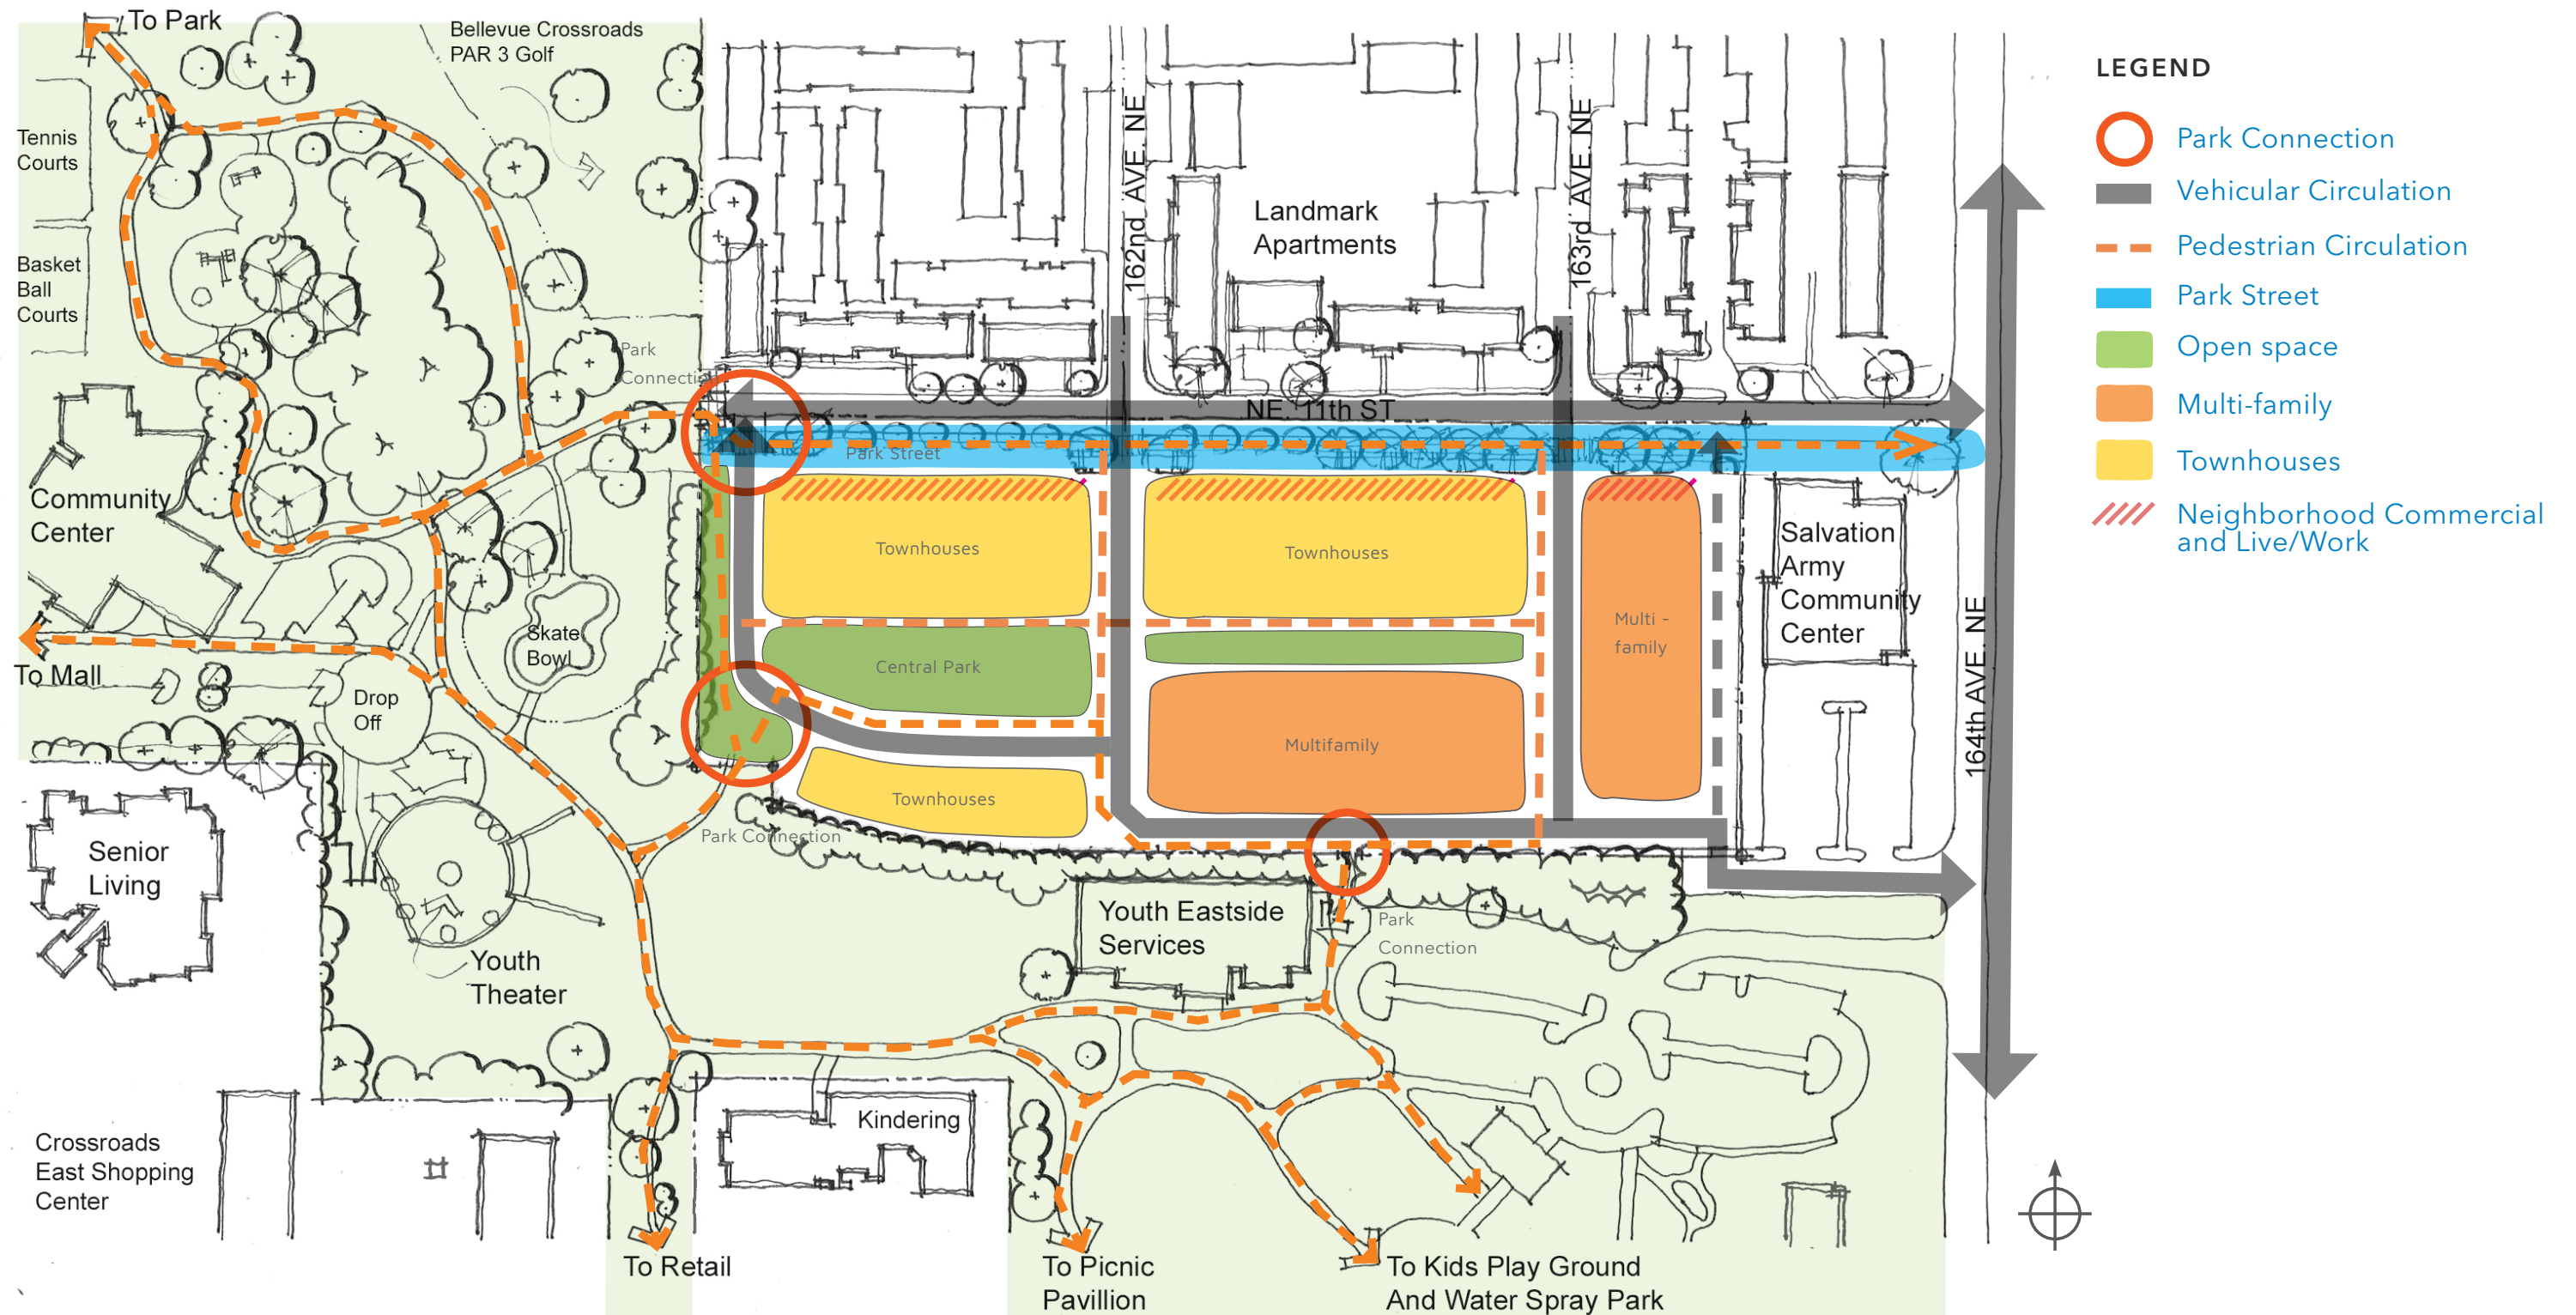 To Park
Bellevue Crossroads
PAR 3 Golf
Tennis
Courts
Basket
Ball
Courts
162nd AVE. NE
Landmark
Apartments
163rd AVE. NE
Park
Connection
NE. 11th ST
Park Street
Community
Center
Townhouses
Townhouses
Salvation
Army
Community
Center
Multi -
family
Skate
Bowl
Central Park
164th AVE. NE
To Mall
Drop
Off
Multifamily
Townhouses
Park Connection
Senior
Living
Youth Eastside
Services
Park
Connection
Youth
Theater
Kindering
Crossroads
East Shopping
Center
To Retail
To Picnic
Pavillion
To Kids Play Ground
And Water Spray Park
LEGEND
Park Connection
Vehicular Circulation
Pedestrian Circulation
Park Street
Open space
Multi-family
Townhouses
Neighborhood Commercial
and Live/Work